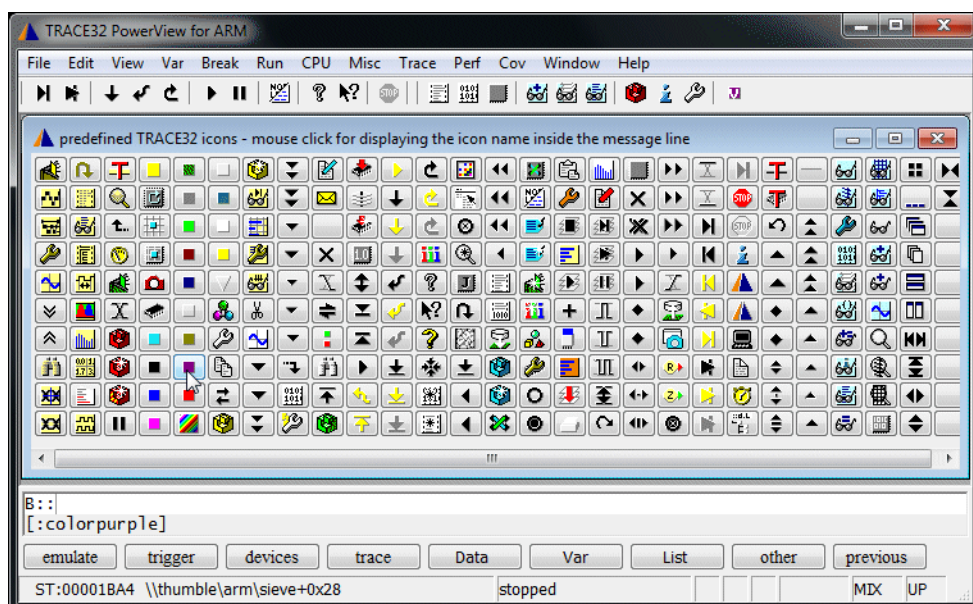 TRACE32 PowerView for ARM
File Edit View Var Break Run CPU Misc Trace Perf Cov Window Help
STOP
predefined TRACE32 icons - mouse click for displaying the icon name inside the message line
B::
[:colorpurple]
emulate trigger devices trace Data Var List other previous
ST:00001BA4 \\thumble\arm\sieve+0x28 stopped MIX UP